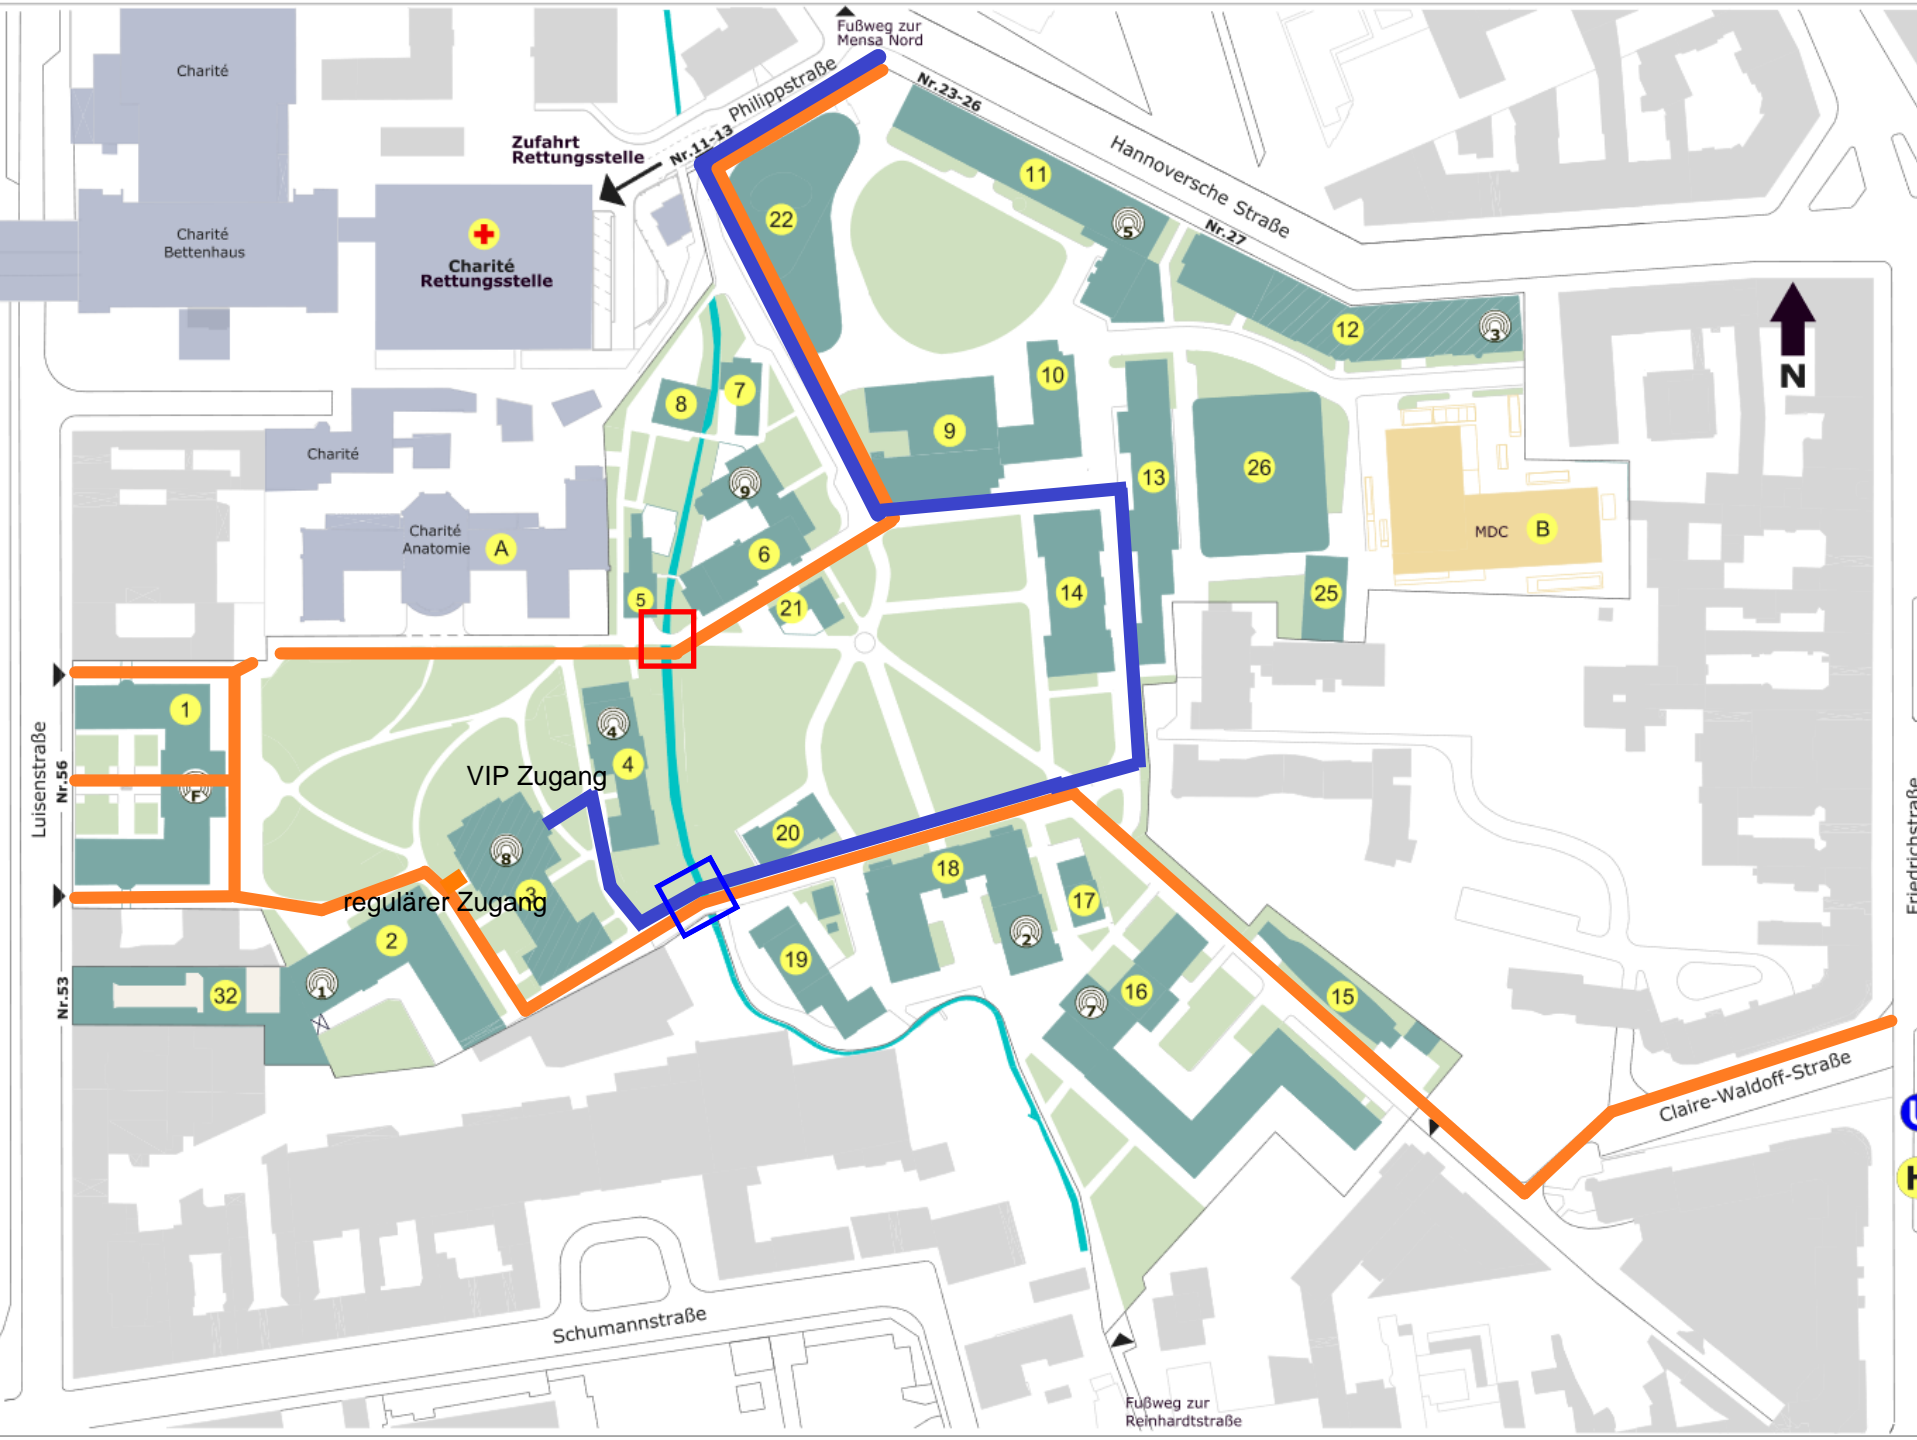 Fußweg zur
Mensa Nord
Charité
Philippstraße
Nr.23-26
Zufahrt
Rettungsstelle
Nr.11-13
Hannoversche Straße
11
22
5
Nr.27
Charité
Bettenhaus
Charité
Rettungsstelle
12
3
N
10
7
8
9
Charité
13
26
9
Charité
Anatomie
A
MDC
B
6
5
21
14
25
1
Luisenstraße
Nr.56
F
4
4
VIP Zugang
20
8
3
regulärer Zugang
18
17
2
2
19
Friedrichstraße
Nr.53
32
1
7
16
15
Claire-Waldoff-Straße
U
H
Schumannstraße
Fußweg zur
Reinhardtstraße